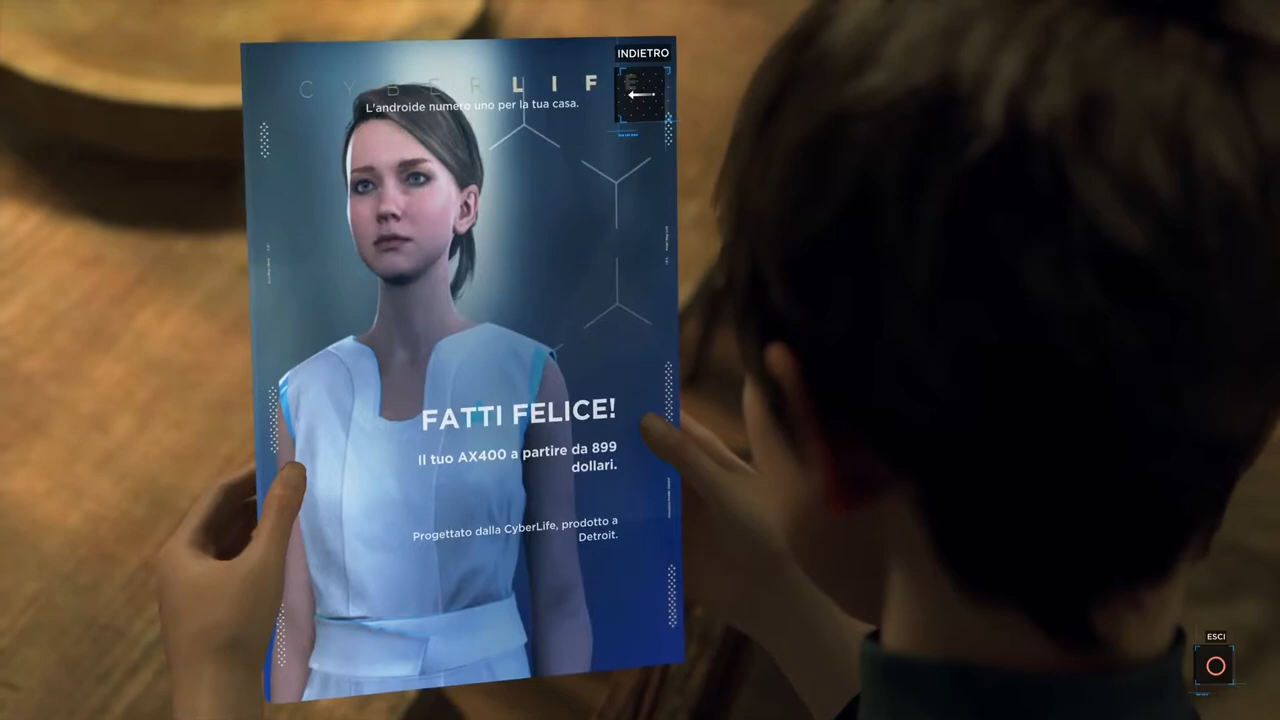 INDIETRO
CYBERLIF
L'androide numero uno per la tua casa.
FATTI FELICE!
Il tuo AX400 a partire da 899
dollari.
Progettato dalla CyberLife, prodotto a
Detroit.
ESCI